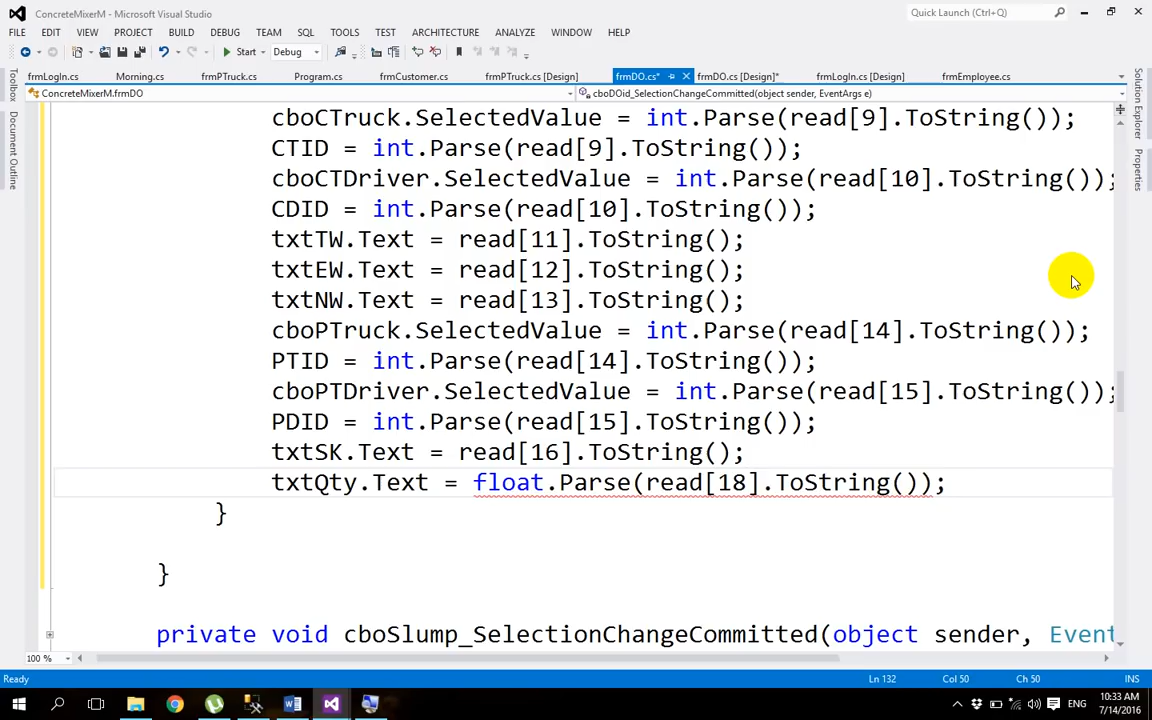 ConcreteMixerM - Microsoft Visual Studio
Quick Launch (Ctrl+Q)
FILE EDIT VIEW PROJECT BUILD DEBUG TEAM SQL TOOLS TEST ARCHITECTURE ANALYZE WINDOW HELP
Start Debug
frmLogIn.cs Morning.cs frmPTruck.cs Program.cs frmCustomer.cs frmPTruck.cs [Design] frmDO.cs* frmDO.cs [Design]* frmLogIn.cs [Design] frmEmployee.cs
ConcreteMixerM.frmDO cboDOid_SelectionChangeCommitted(object sender, EventArgs e)
Toolbox
Document Outline
Solution Explorer
Properties
cboCTruck.SelectedValue = int.Parse(read[9].ToString());
CTID = int.Parse(read[9].ToString());
cboCTDriver.SelectedValue = int.Parse(read[10].ToString());
CDID = int.Parse(read[10].ToString());
txtTW.Text = read[11].ToString();
txtEW.Text = read[12].ToString();
txtNW.Text = read[13].ToString();
cboPTruck.SelectedValue = int.Parse(read[14].ToString());
PTID = int.Parse(read[14].ToString());
cboPTDriver.SelectedValue = int.Parse(read[15].ToString());
PDID = int.Parse(read[15].ToString());
txtSK.Text = read[16].ToString();
txtQty.Text = float.Parse(read[18].ToString());
}
}
private void cboSlump_SelectionChangeCommitted(object sender, Event
100 %
Ready Ln 132 Col 50 Ch 50 INS
ENG 10:33 AM
7/14/2016